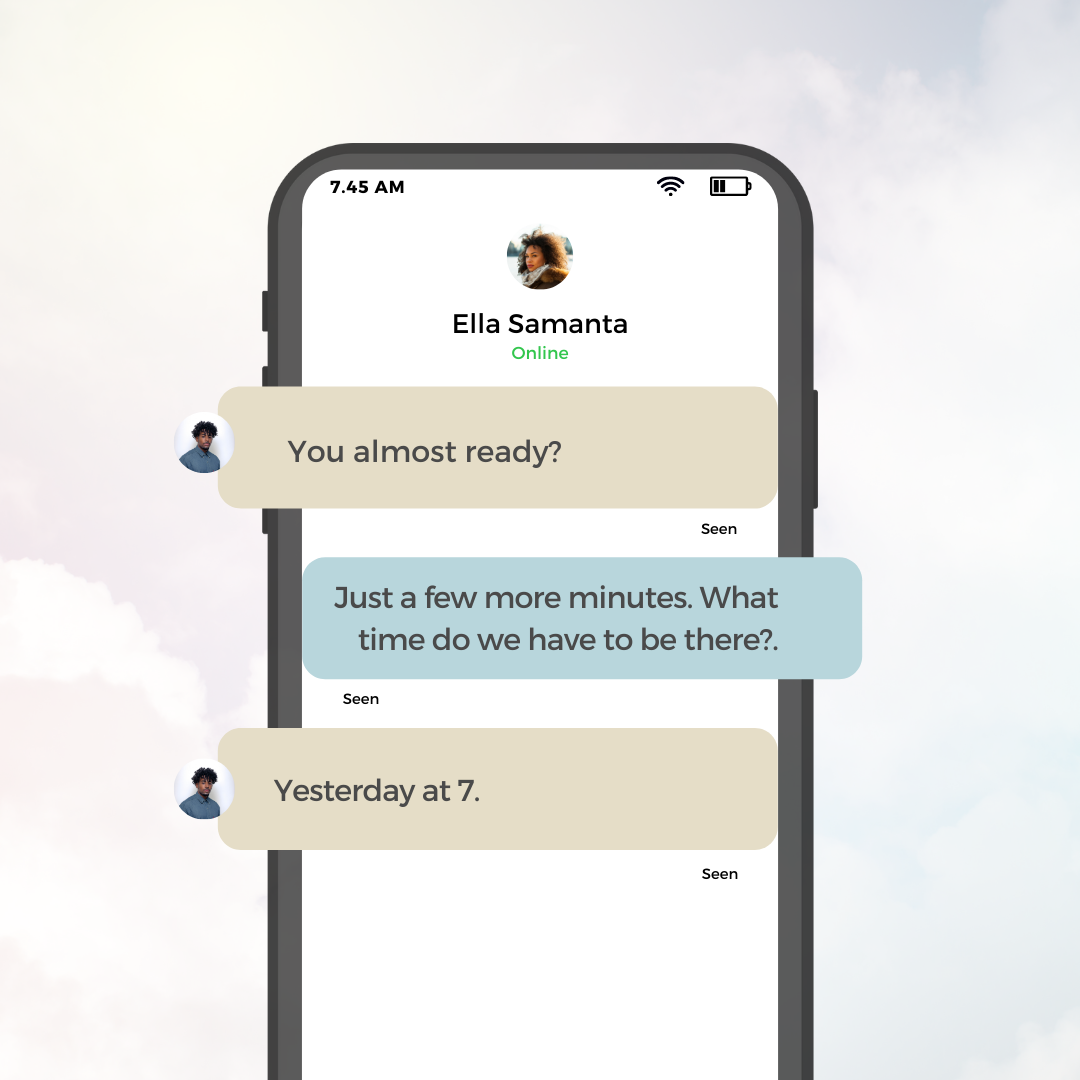 7.45 AM
Ella Samanta
Online
You almost ready?
Seen
Just a few more minutes. What
time do we have to be there?.
Seen
Yesterday at 7.
Seen